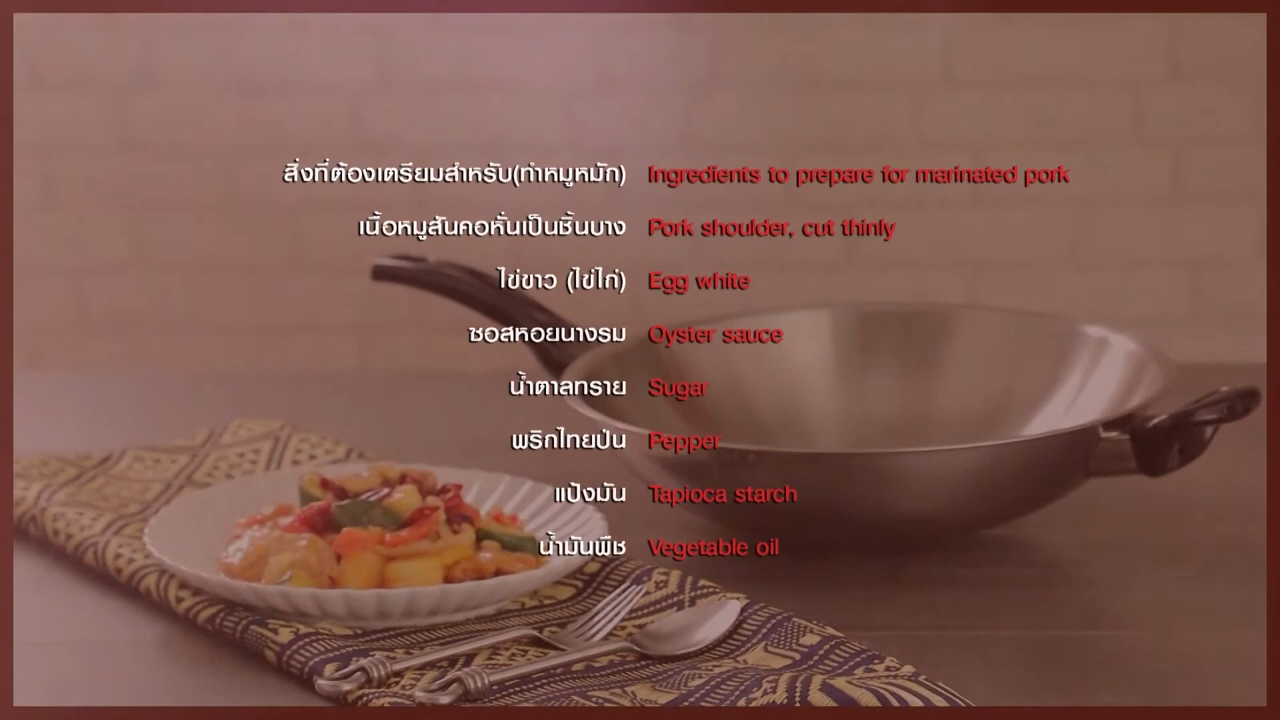 สิ่งที่ต้องเตรียมสำหรับ(ทำหมูหมัก) Ingredients to prepare for marinated pork
เนื้อหมูสันคอหั่นเป็นชิ้นบาง Pork shoulder, cut thinly
ไข่ขาว (ไข่ไก่) Egg white
ซอสหอยนางรม Oyster sauce
น้ำตาลทราย Sugar
พริกไทยป่น Pepper
แป้งมัน Tapioca starch
น้ำมันพืช Vegetable oil